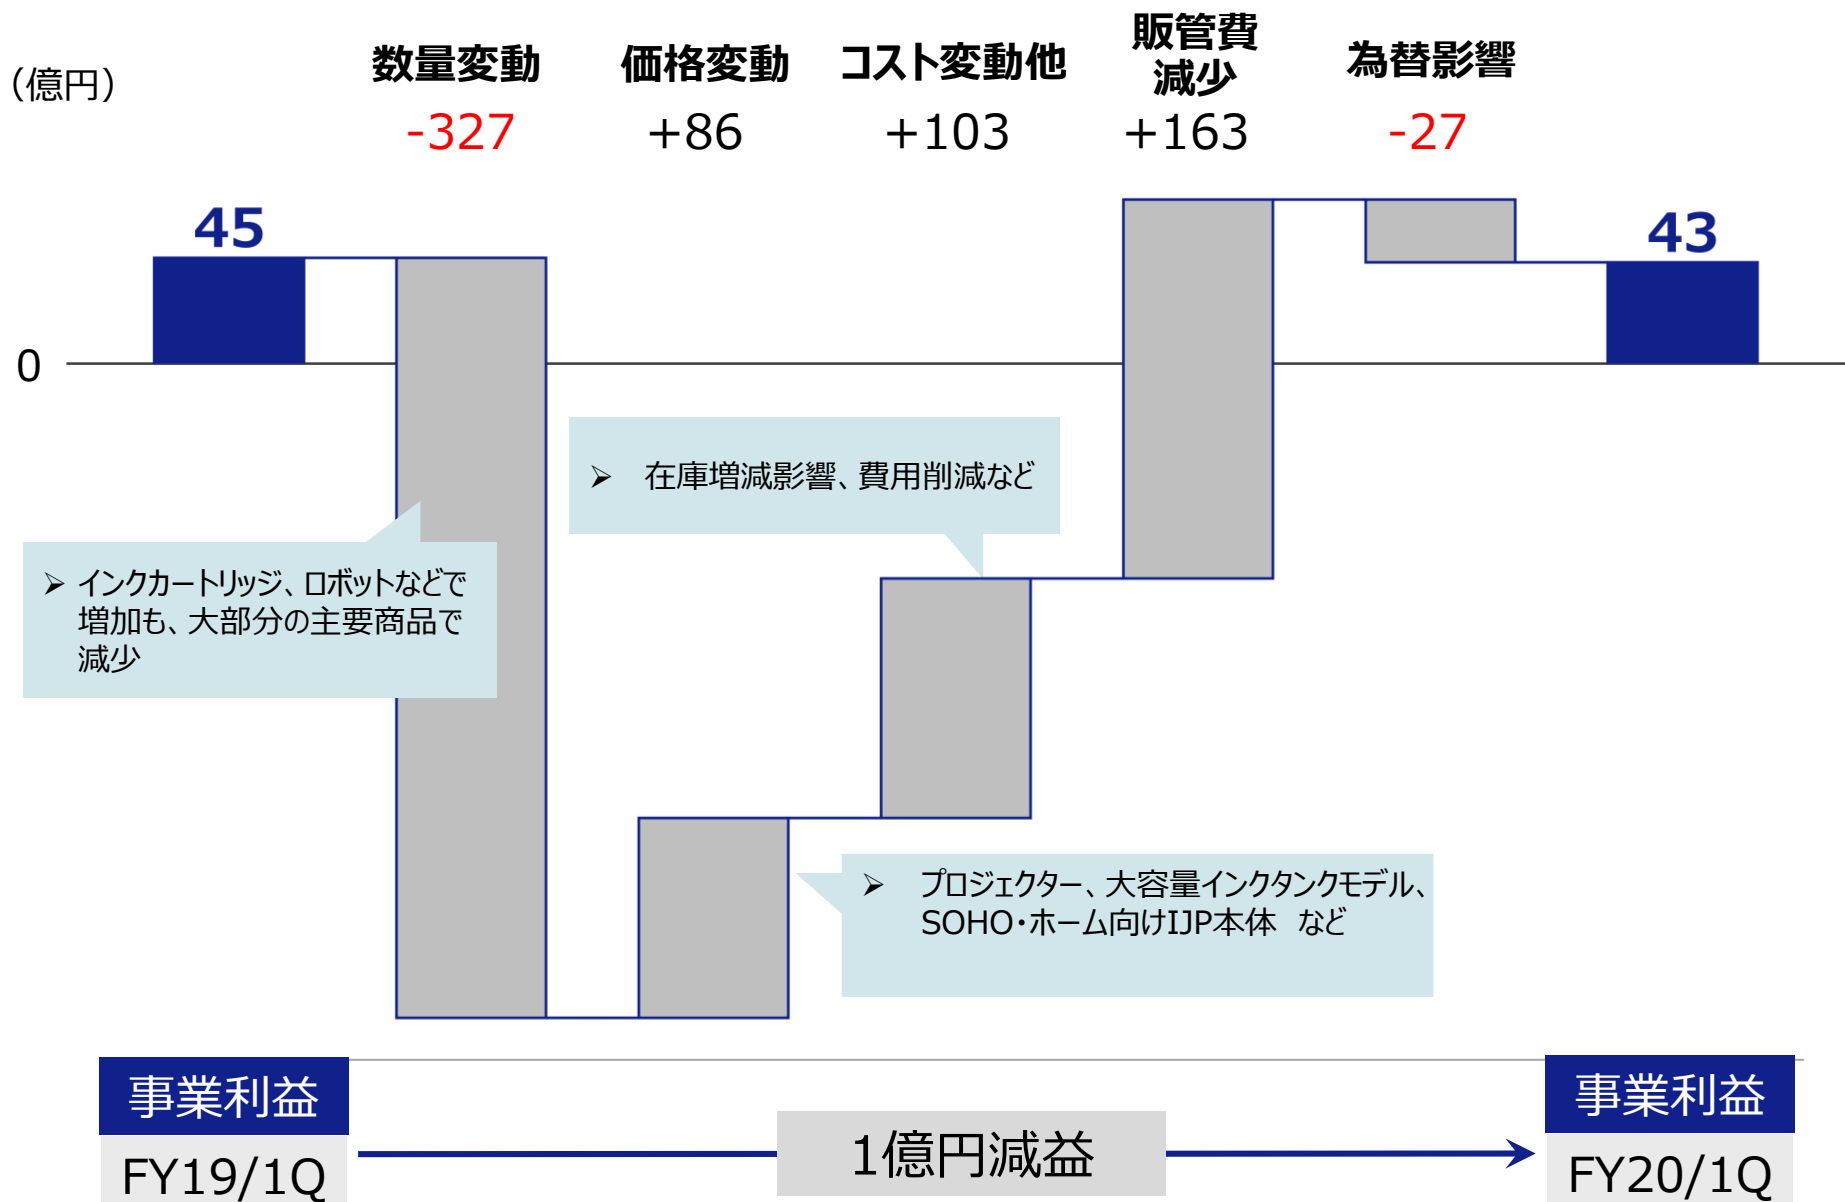 （億円）
数量変動
価格変動
コスト変動他
販管費
減少
為替影響
-327
+86
+103
+163
-27
45
43
0
➢ 在庫増減影響、費用削減など
➢ インクカートリッジ、ロボットなどで
増加も、大部分の主要商品で
減少
➢ プロジェクター、大容量インクタンクモデル、
SOHO・ホーム向けIJP本体 など
事業利益
FY19/1Q
1億円減益
事業利益
FY20/1Q